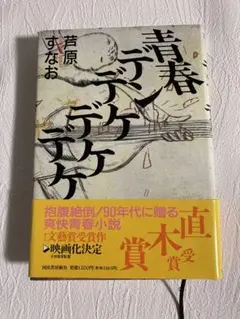 青春
デンデケデケデケ
芦原すなお
直木賞受賞
抱腹絶倒/90年代に贈る
爽快青春小説
文藝賞受賞作
映画化決定
河出書房新社